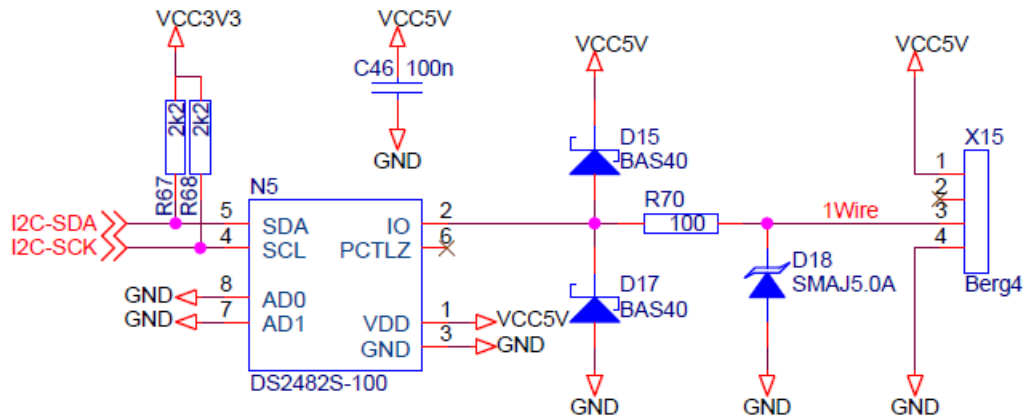 VCC3V3
VCC5V
VCC5V
VCC5V
C46 100n
GND
2k2
2k2
R67
R68
N5
D15
BAS40
X15
I2C-SDA
I2C-SCK
5
4
SDA
SCL
IO
PCTLZ
2
6
R70
100
1Wire
1
2
3
4
Berg4
GND
GND
8
7
AD0
AD1
VDD
GND
1
3
VCC5V
GND
D17
BAS40
D18
SMAJ5.0A
DS2482S-100
GND
GND
GND